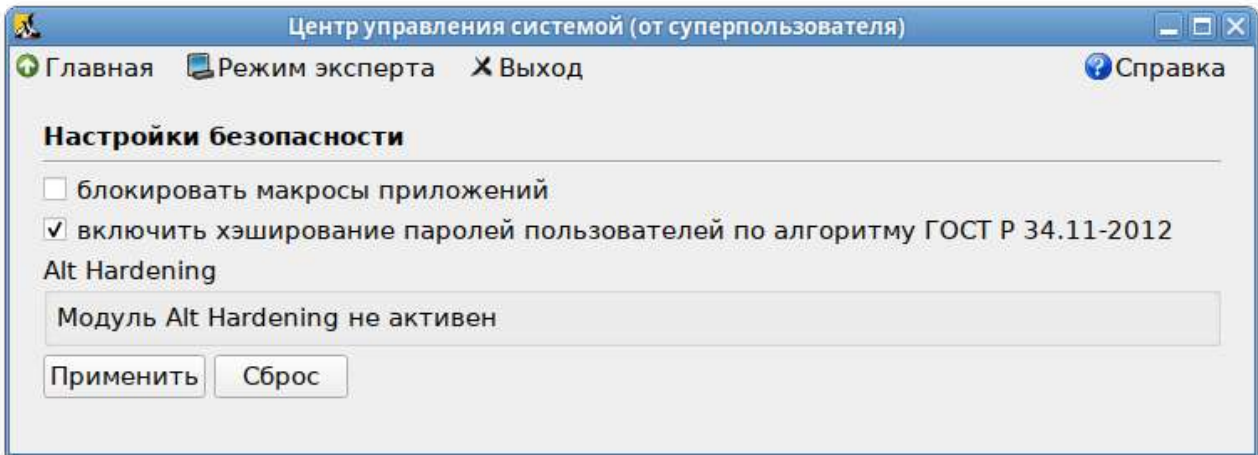 Центр управления системой (от суперпользователя)
Главная Режим эксперта Выход Справка
Настройки безопасности
блокировать макросы приложений
включить хэширование паролей пользователей по алгоритму ГОСТ Р 34.11-2012
Alt Hardening
Модуль Alt Hardening не активен
Применить Сброс